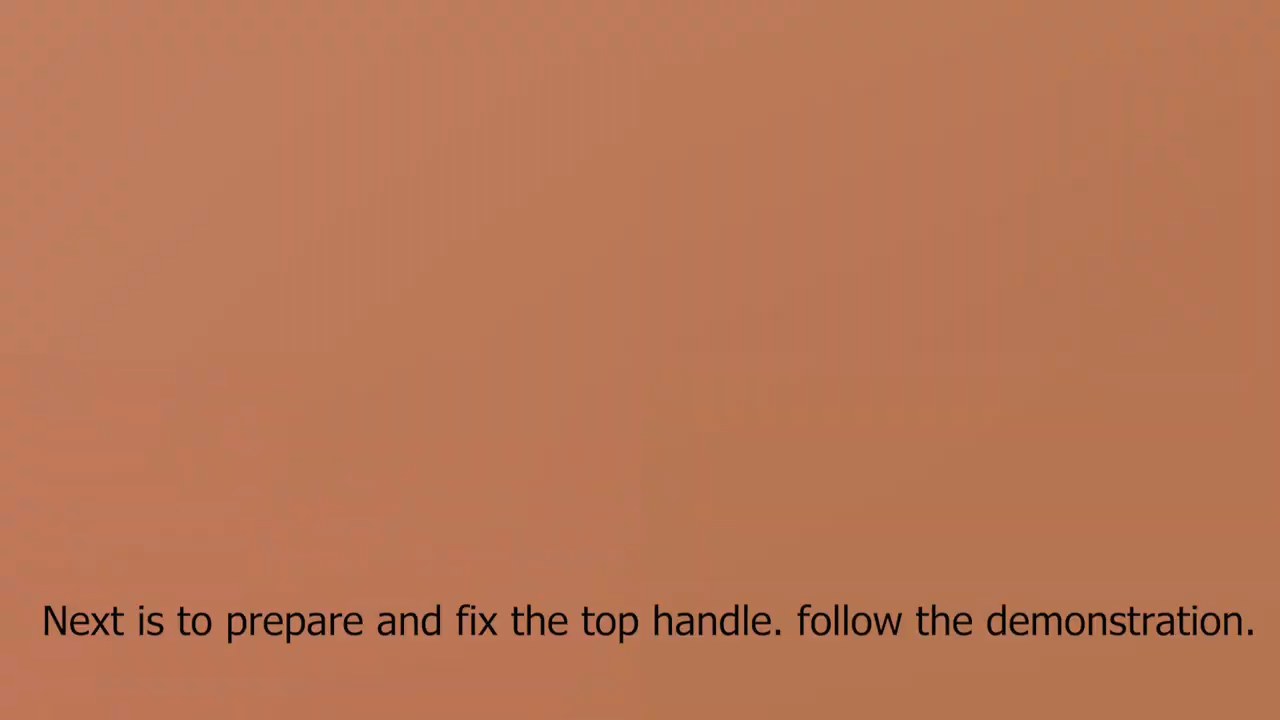 Next is to prepare and fix the top handle. follow the demonstration.